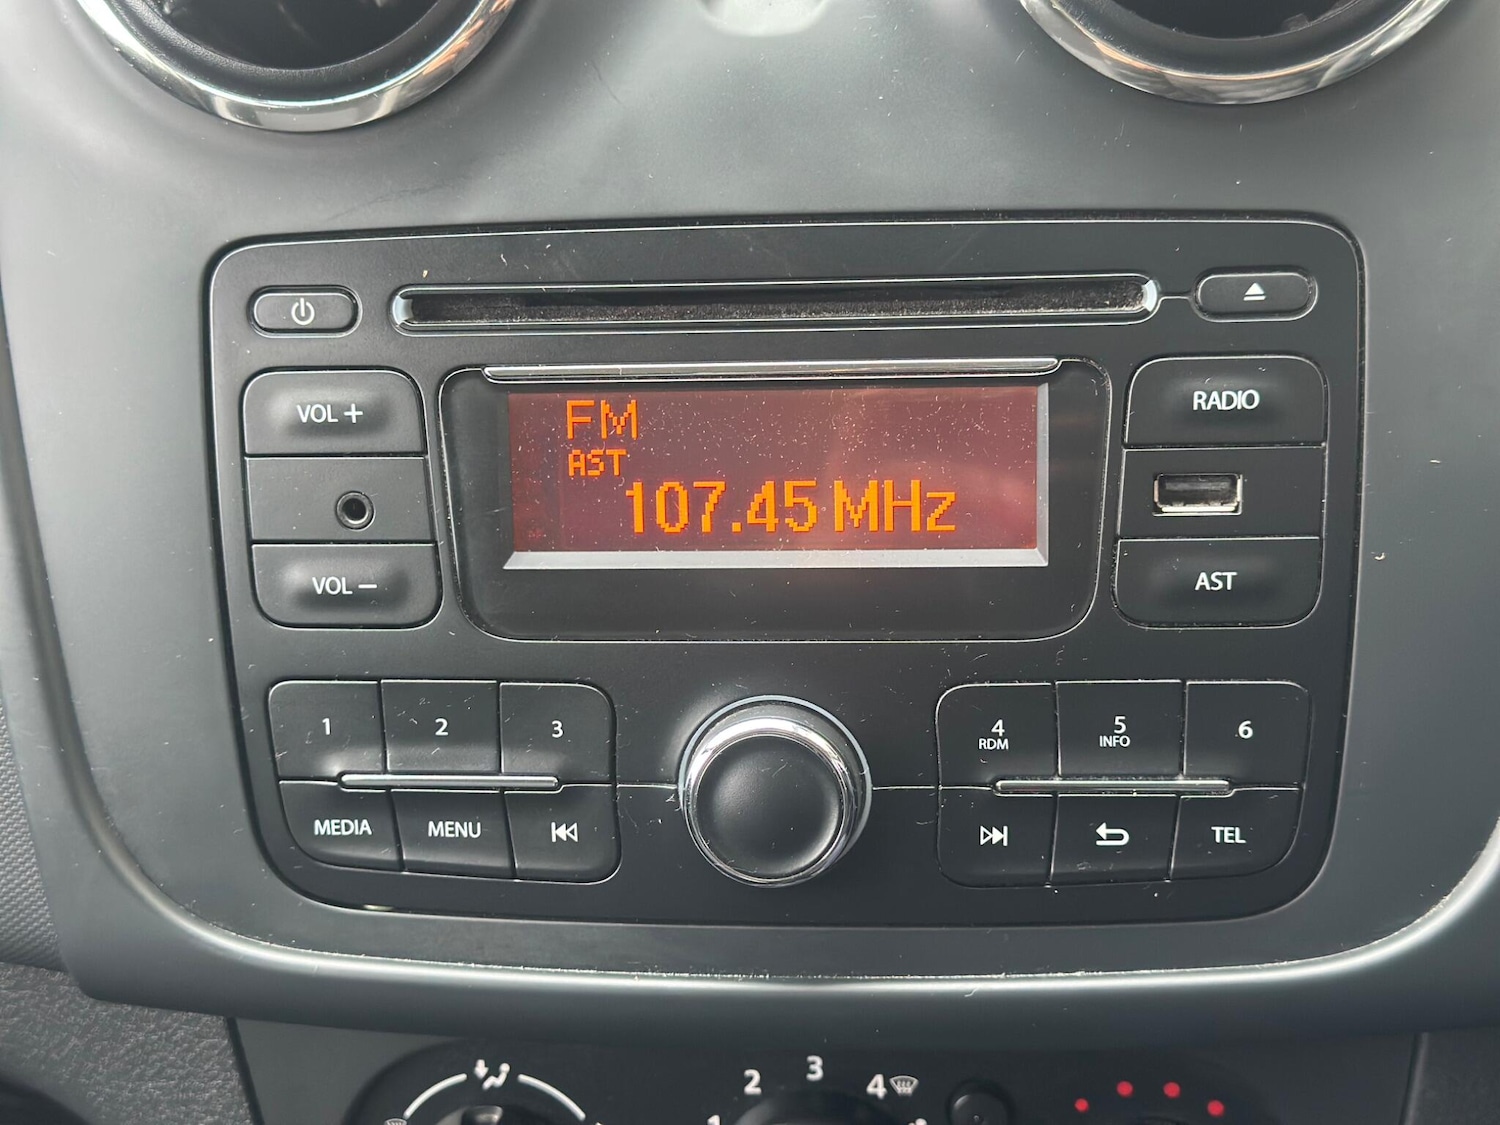 VOL +
RADIO
FM
AST
107.45 MHz
VOL −
AST
1
2
3
4
RDM
5
INFO
6
MEDIA
MENU
TEL
1
2
3
4